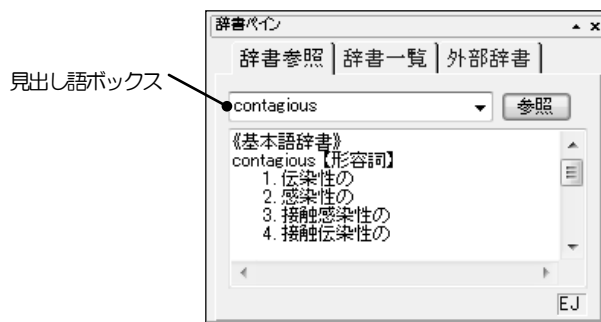 辞書ペイン
辞書参照 辞書一覧 外部辞書
見出し語ボックス
contagious 参照
《基本語辞書》
contagious【形容詞】
1. 伝染性の
2. 感染性の
3. 接触感染性の
4. 接触伝染性の
EJ